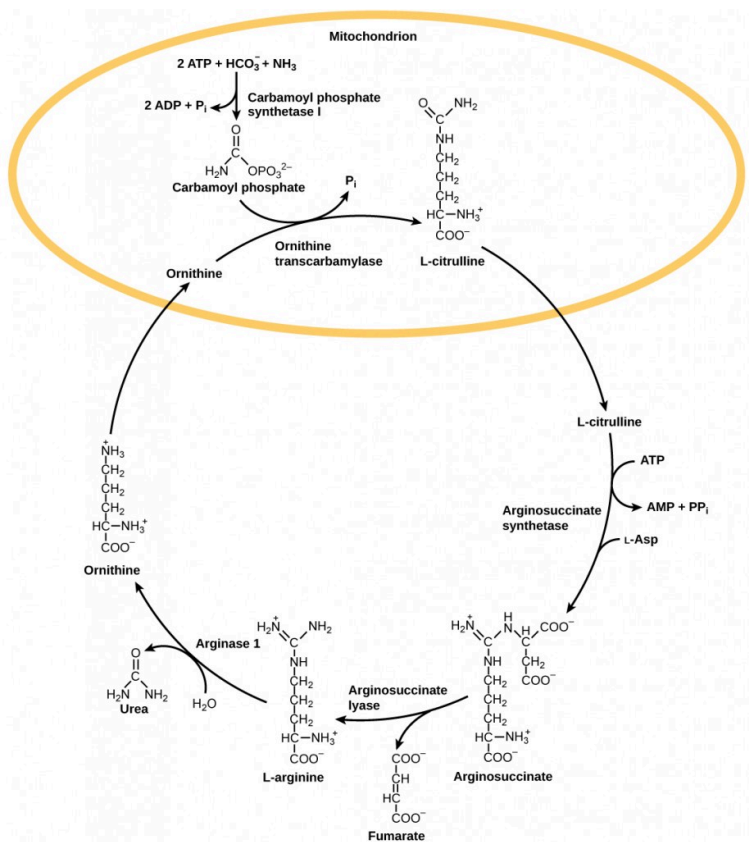 Mitochondrion
2 ATP + HCO₃⁻ + NH₃
2 ADP + Pᵢ
Carbamoyl phosphate
synthetase I
O
C
H₂N
OPO₃²⁻
Carbamoyl phosphate
Pᵢ
Ornithine
transcarbamylase
Ornithine
O
NH₂
C
NH
CH₂
CH₂
CH₂
HC–NH₃⁺
COO⁻
L-citrulline
L-citrulline
ATP
AMP + PPᵢ
Arginosuccinate
synthetase
L-Asp
H₂N⁺
C
H
N
H
C
COO⁻
CH₂
COO⁻
NH
CH₂
CH₂
CH₂
HC–NH₃⁺
COO⁻
Arginosuccinate
Arginosuccinate
lyase
COO⁻
CH
HC
COO⁻
Fumarate
H₂N⁺
NH₂
C
NH
CH₂
CH₂
CH₂
HC–NH₃⁺
COO⁻
L-arginine
Arginase 1
H₂O
O
C
H₂N
NH₂
Urea
⁺NH₃
CH₂
CH₂
CH₂
HC–NH₃⁺
COO⁻
Ornithine